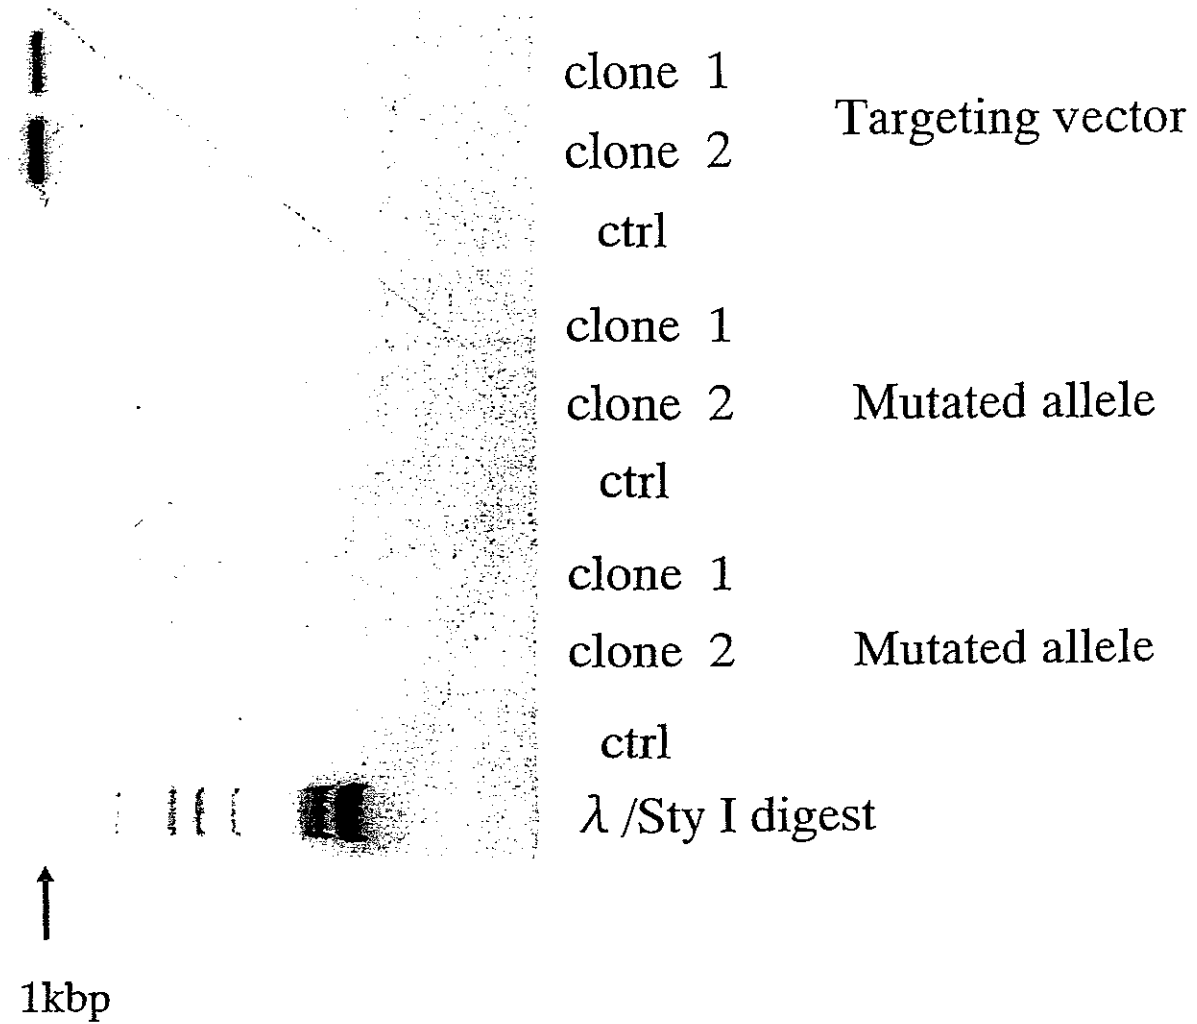 clone 1
Targeting vector
clone 2
ctrl
clone 1
clone 2 Mutated allele
ctrl
clone 1
clone 2 Mutated allele
ctrl
λ/Sty I digest
1kbp